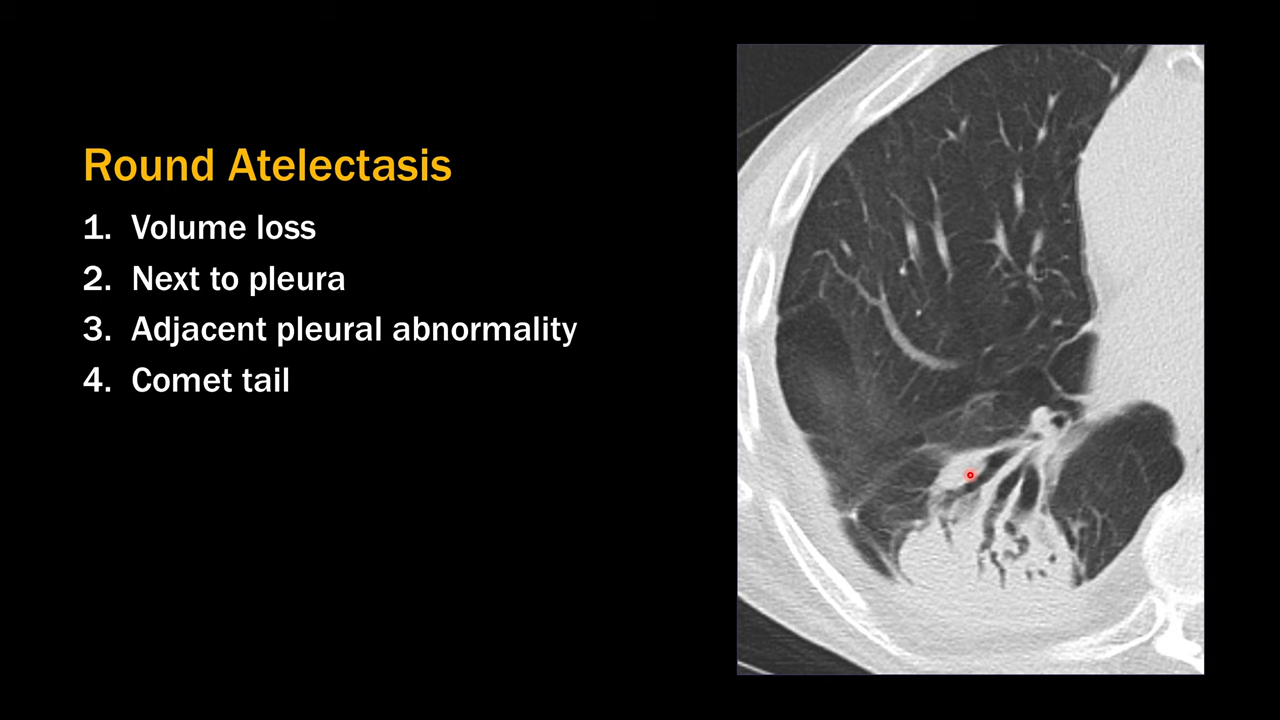 Round Atelectasis
1. Volume loss
2. Next to pleura
3. Adjacent pleural abnormality
4. Comet tail